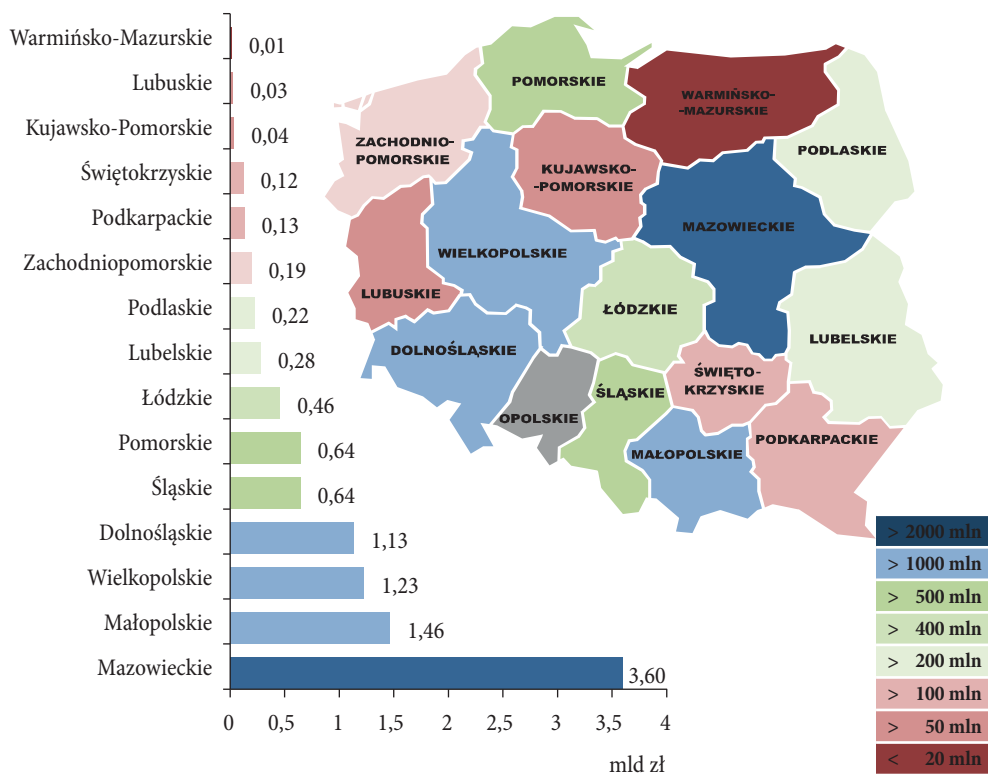 Warmińsko-Mazurskie 0,01
Lubuskie 0,03
Kujawsko-Pomorskie 0,04
Świętokrzyskie 0,12
Podkarpackie 0,13
Zachodniopomorskie 0,19
Podlaskie 0,22
Lubelskie 0,28
Łódzkie 0,46
Pomorskie 0,64
Śląskie 0,64
Dolnośląskie 1,13
Wielkopolskie 1,23
Małopolskie 1,46
Mazowieckie 3,60
0 0,5 1 1,5 2 2,5 3 3,5 4
mld zł
POMORSKIE
WARMIŃSKO-
-MAZURSKIE
ZACHODNIO-
POMORSKIE
PODLASKIE
KUJAWSKO-
-POMORSKIE
MAZOWIECKIE
WIELKOPOLSKIE
LUBUSKIE
ŁÓDZKIE
LUBELSKIE
DOLNOŚLĄSKIE
ŚWIĘTO-
KRZYSKIE
ŚLĄSKIE
OPOLSKIE
PODKARPACKIE
MAŁOPOLSKIE
> 2000 mln
> 1000 mln
> 500 mln
> 400 mln
> 200 mln
> 100 mln
> 50 mln
< 20 mln